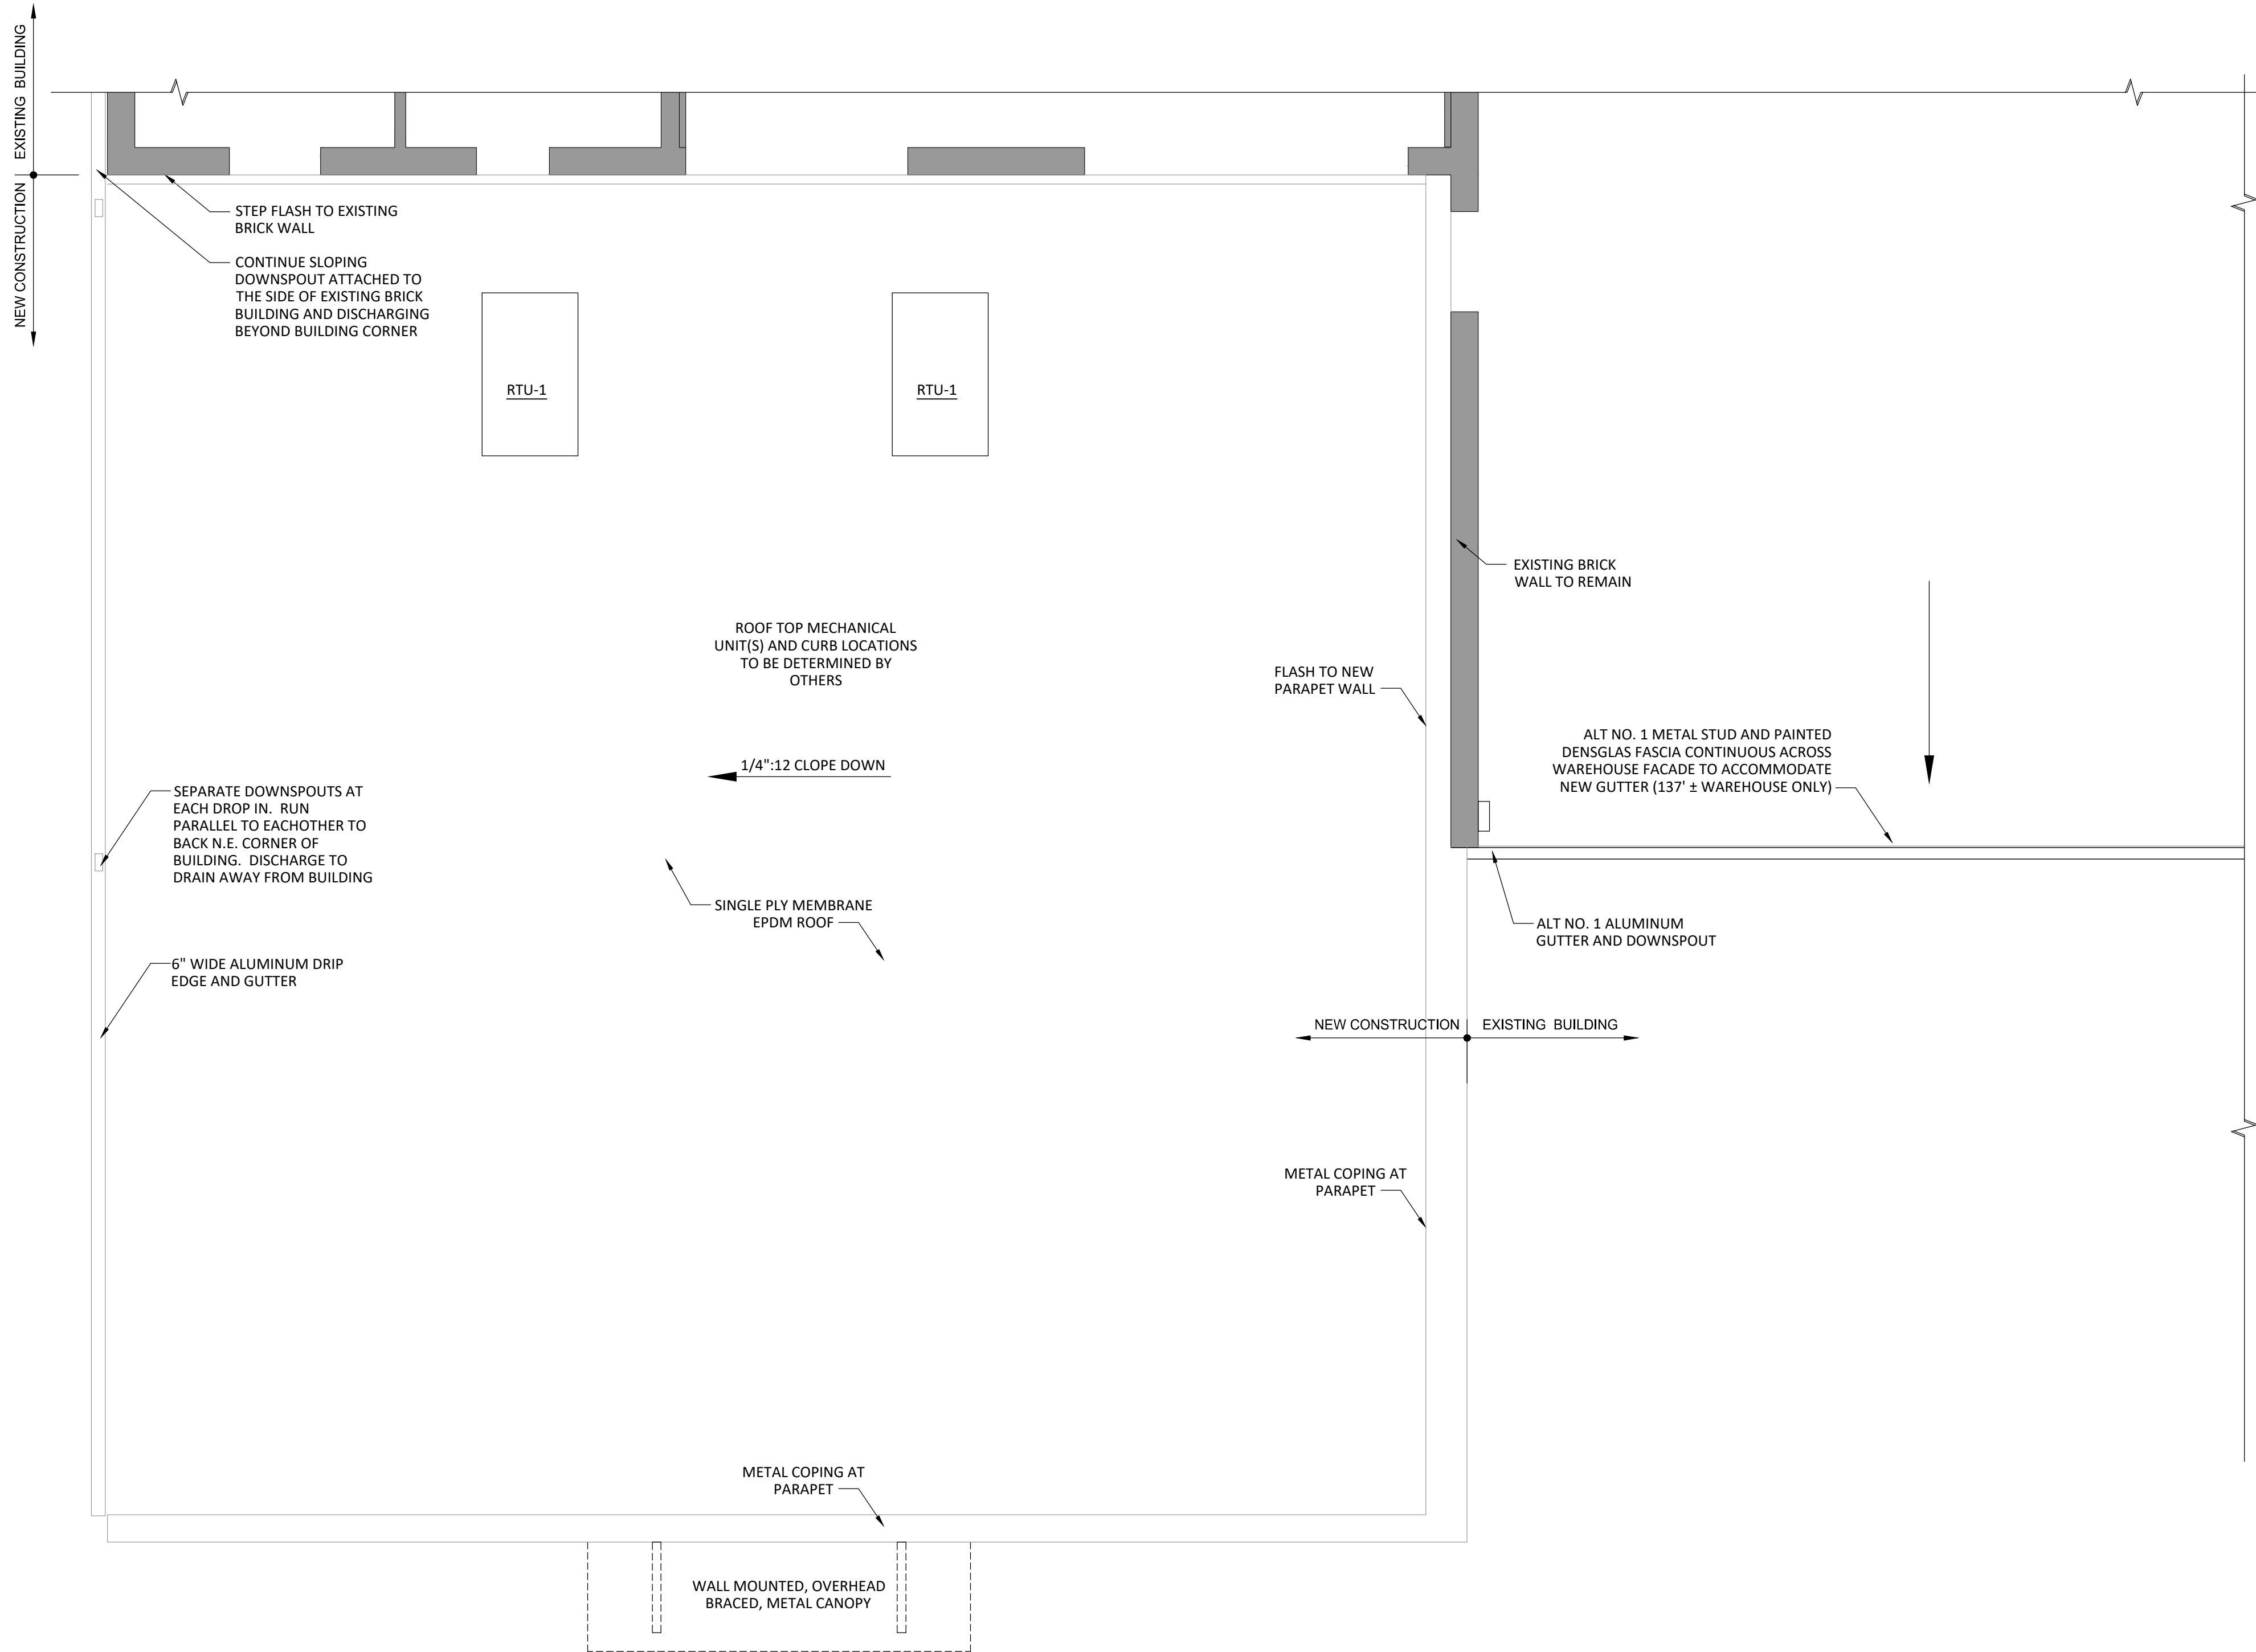 EXISTING BUILDING
NEW CONSTRUCTION
STEP FLASH TO EXISTING
BRICK WALL
CONTINUE SLOPING
DOWNSPOUT ATTACHED TO
THE SIDE OF EXISTING BRICK
BUILDING AND DISCHARGING
BEYOND BUILDING CORNER
RTU-1
RTU-1
EXISTING BRICK
WALL TO REMAIN
ROOF TOP MECHANICAL
UNIT(S) AND CURB LOCATIONS
TO BE DETERMINED BY
OTHERS
FLASH TO NEW
PARAPET WALL
ALT NO. 1 METAL STUD AND PAINTED
DENSGLAS FASCIA CONTINUOUS ACROSS
WAREHOUSE FACADE TO ACCOMMODATE
NEW GUTTER (137' ± WAREHOUSE ONLY)
1/4":12 CLOPE DOWN
SEPARATE DOWNSPOUTS AT
EACH DROP IN. RUN
PARALLEL TO EACHOTHER TO
BACK N.E. CORNER OF
BUILDING. DISCHARGE TO
DRAIN AWAY FROM BUILDING
SINGLE PLY MEMBRANE
EPDM ROOF
ALT NO. 1 ALUMINUM
GUTTER AND DOWNSPOUT
6" WIDE ALUMINUM DRIP
EDGE AND GUTTER
NEW CONSTRUCTION
EXISTING BUILDING
METAL COPING AT
PARAPET
METAL COPING AT
PARAPET
WALL MOUNTED, OVERHEAD
BRACED, METAL CANOPY